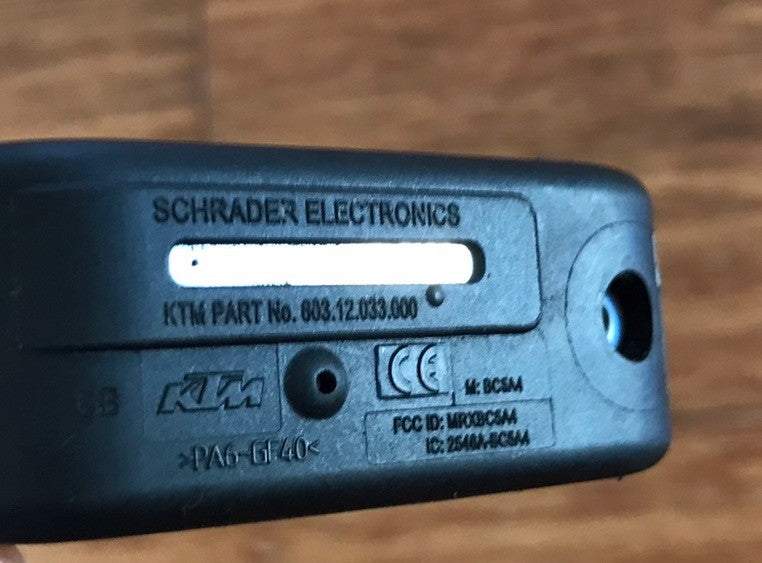 SCHRADER ELECTRONICS
KTM PART No. 603.12.033.000
KTM
CE
M: BC5A4
FCC ID: MRXBC5A4
IC: 2546A-BC5A4
>PA6-GF40<